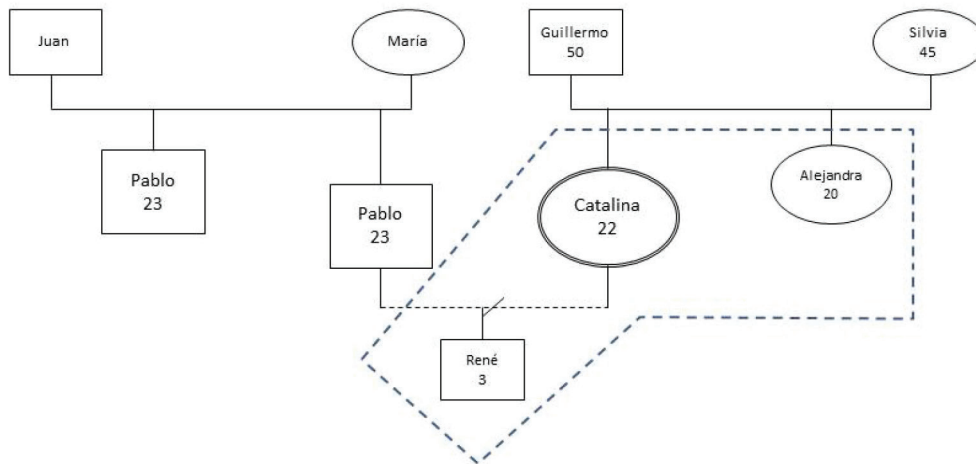 Juan
María
Guillermo
50
Silvia
45
Pablo
23
Pablo
23
Catalina
22
Alejandra
20
René
3